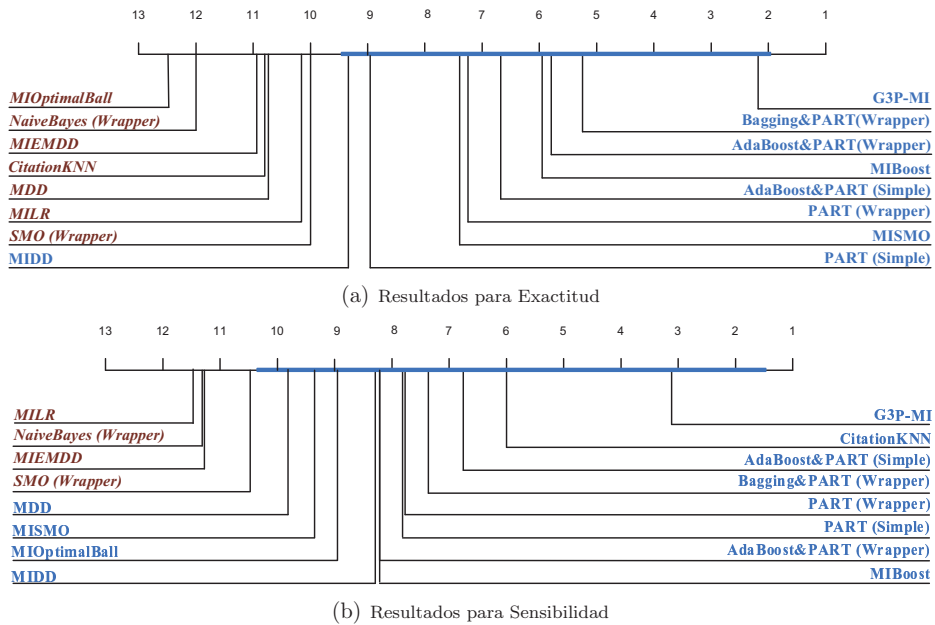 13 12 11 10 9 8 7 6 5 4 3 2 1
MIOptimalBall
NaiveBayes (Wrapper)
MIEMDD
CitationKNN
MDD
MILR
SMO (Wrapper)
MIDD
G3P-MI
Bagging&PART(Wrapper)
AdaBoost&PART(Wrapper)
MIBoost
AdaBoost&PART (Simple)
PART (Wrapper)
MISMO
PART (Simple)
(a) Resultados para Exactitud
13 12 11 10 9 8 7 6 5 4 3 2 1
MILR
NaiveBayes (Wrapper)
MIEMDD
SMO (Wrapper)
MDD
MISMO
MIOptimalBall
MIDD
G3P-MI
CitationKNN
AdaBoost&PART (Simple)
Bagging&PART (Wrapper)
PART (Wrapper)
PART (Simple)
AdaBoost&PART (Wrapper)
MIBoost
(b) Resultados para Sensibilidad